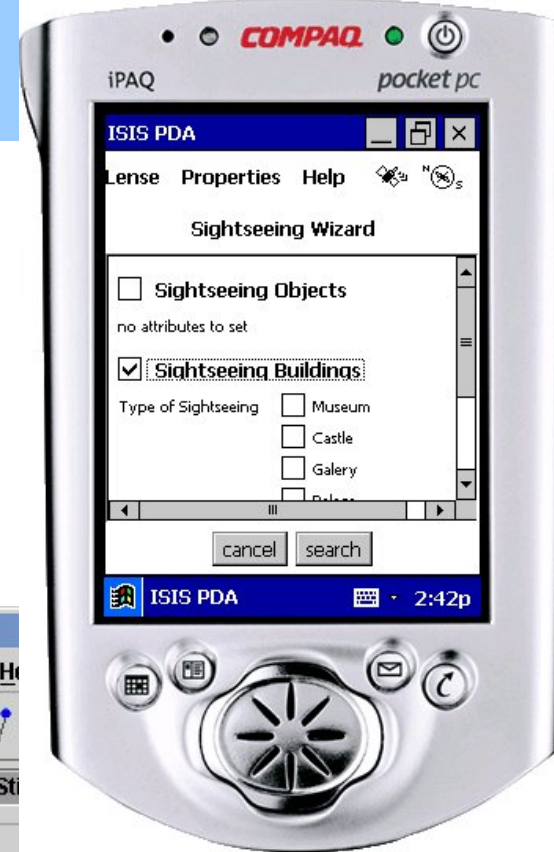 COMPAQ
iPAQ pocket pc
ISIS PDA
Lense Properties Help N S
Sightseeing Wizard
Sightseeing Objects
no attributes to set
Sightseeing Buildings
Type of Sightseeing Museum
Castle
Galery
cancel search
ISIS PDA 2:42p